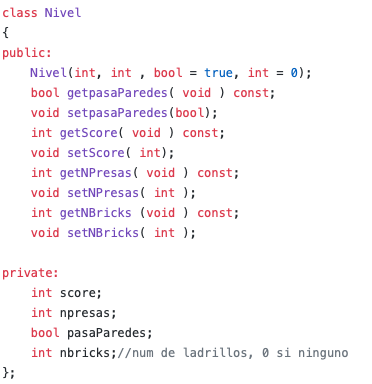 class Nivel
{
public:
    Nivel(int, int , bool = true, int = 0);
    bool getpasaParedes( void ) const;
    void setpasaParedes(bool);
    int getScore( void ) const;
    void setScore( int);
    int getNPresas( void ) const;
    void setNPresas( int );
    int getNBricks (void ) const;
    void setNBricks( int );

private:
    int score;
    int npresas;
    bool pasaParedes;
    int nbricks;//num de ladrillos, 0 si ninguno
};